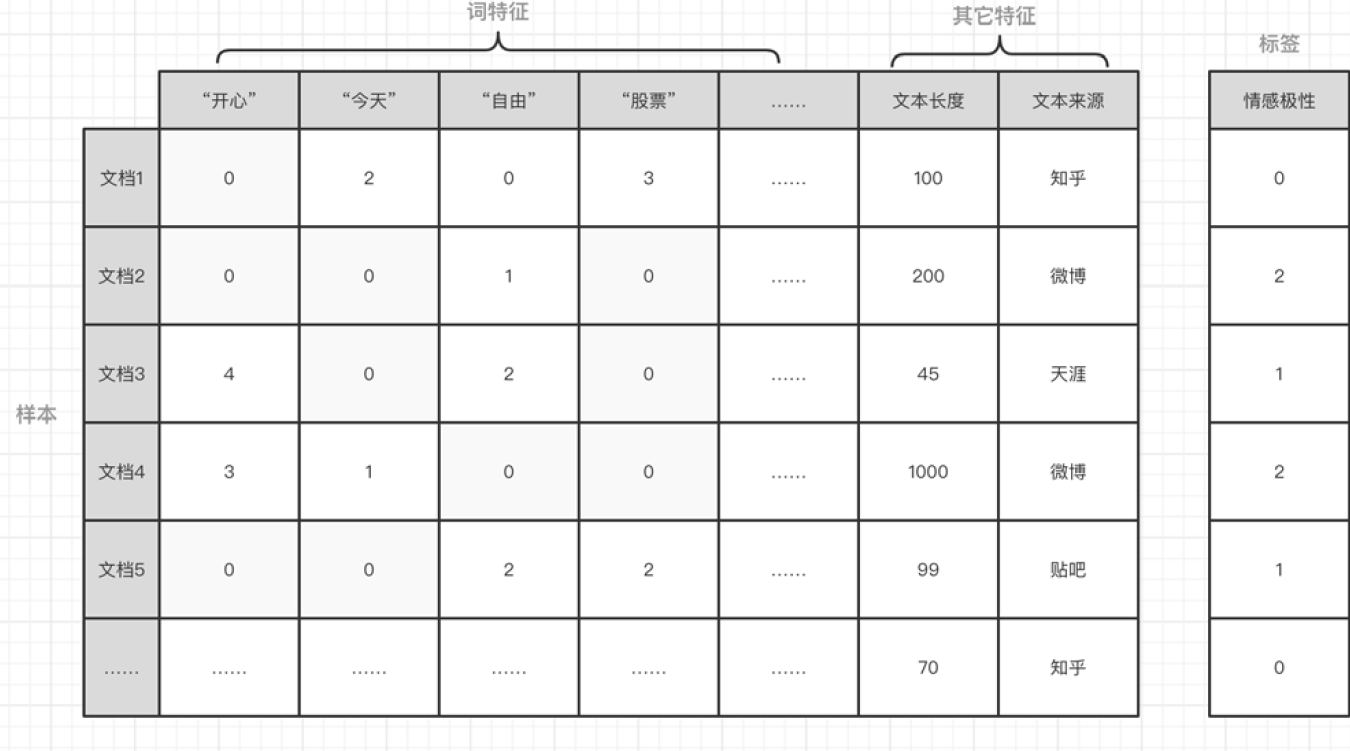 词特征
其它特征
标签
“开心” “今天” “自由” “股票” …… 文本长度 文本来源 情感极性
文档1 0 2 0 3 …… 100 知乎 0
文档2 0 0 1 0 …… 200 微博 2
文档3 4 0 2 0 …… 45 天涯 1
样本
文档4 3 1 0 0 …… 1000 微博 2
文档5 0 0 2 2 …… 99 贴吧 1
…… …… …… …… …… …… 70 知乎 0